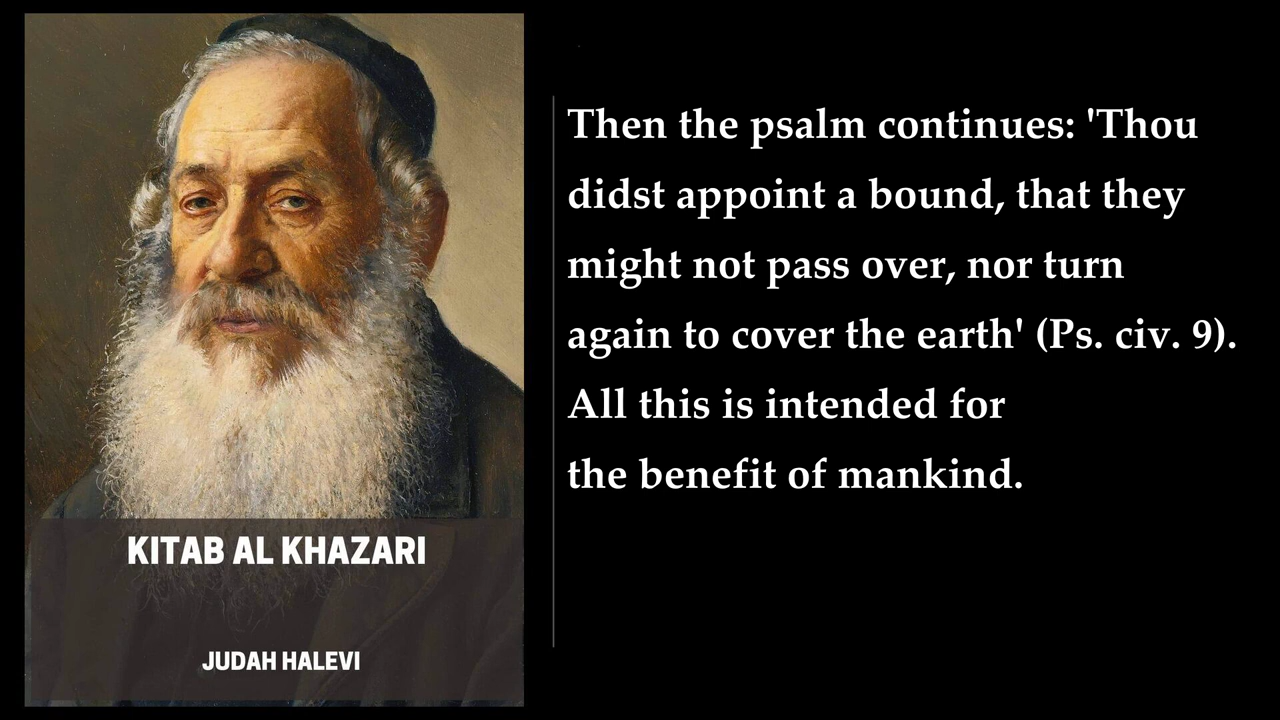 KITAB AL KHAZARI
JUDAH HALEVI
Then the psalm continues: 'Thou
didst appoint a bound, that they
might not pass over, nor turn
again to cover the earth' (Ps. civ. 9).
All this is intended for
the benefit of mankind.